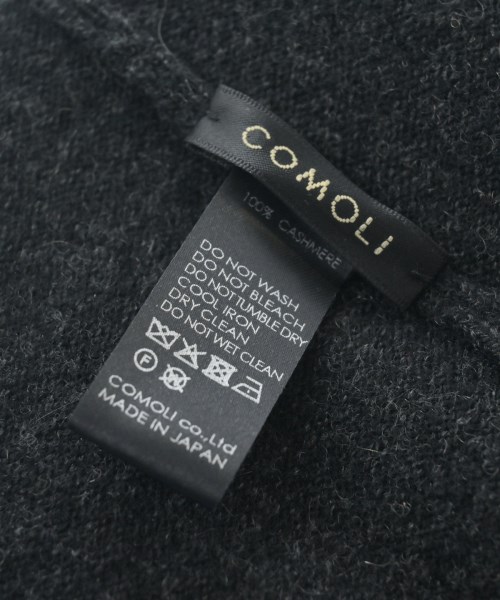 COMOLI
100% CASHMERE
DO NOT WASH
DO NOT BLEACH
DO NOT TUMBLE DRY
COOL IRON
DRY CLEAN
DO NOT WET CLEAN
F W
COMOLI co.,Ltd
MADE IN JAPAN